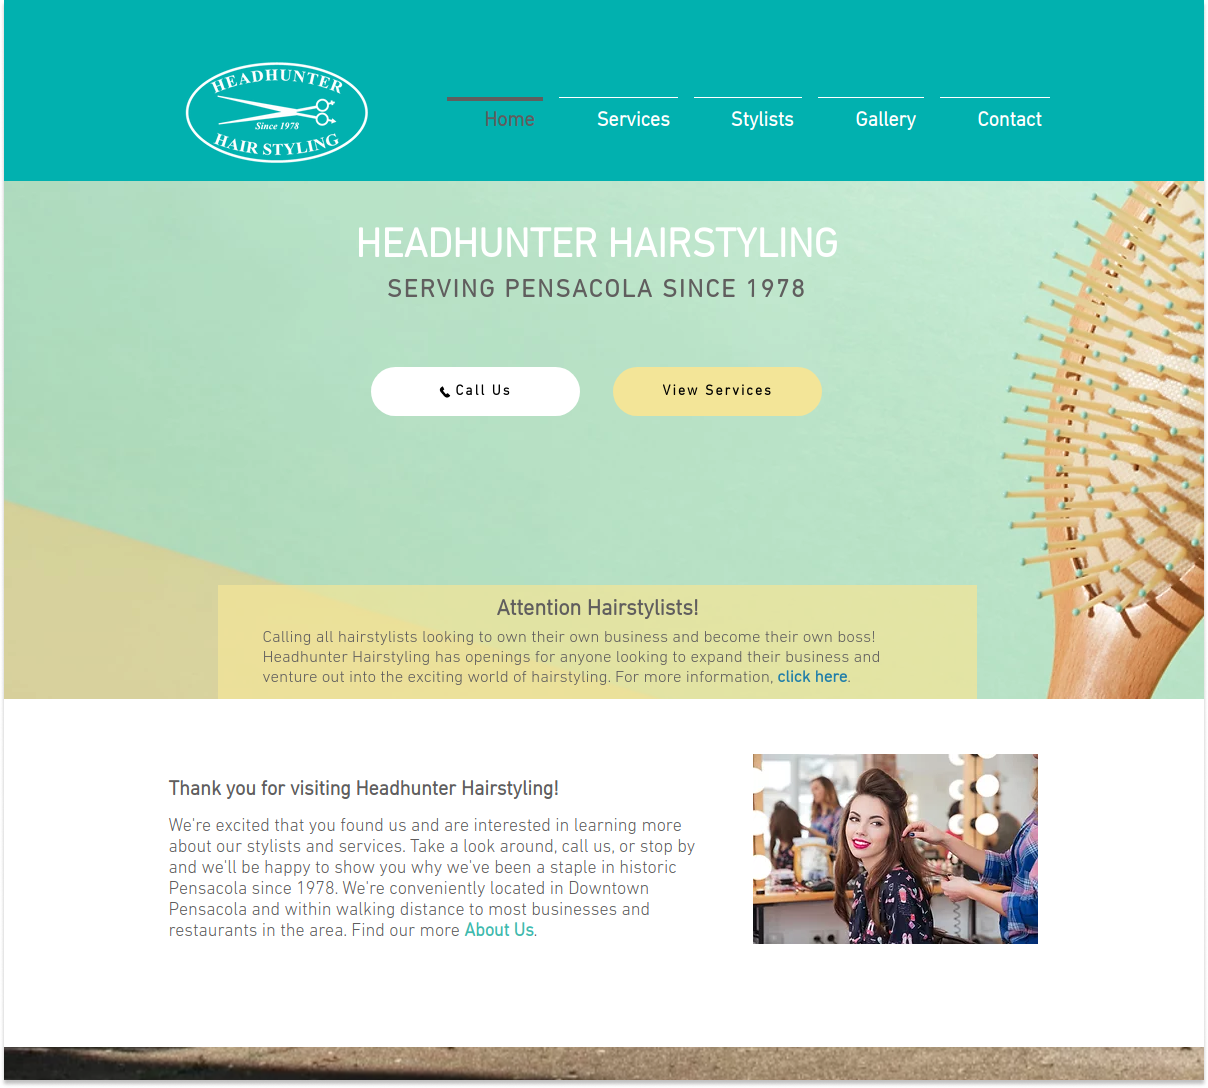 HEADHUNTER
Since 1978
HAIR STYLING
Home
Services
Stylists
Gallery
Contact
HEADHUNTER HAIRSTYLING
SERVING PENSACOLA SINCE 1978
Call Us
View Services
Attention Hairstylists!
Calling all hairstylists looking to own their own business and become their own boss!
Headhunter Hairstyling has openings for anyone looking to expand their business and
venture out into the exciting world of hairstyling. For more information, click here.
Thank you for visiting Headhunter Hairstyling!
We're excited that you found us and are interested in learning more
about our stylists and services. Take a look around, call us, or stop by
and we'll be happy to show you why we've been a staple in historic
Pensacola since 1978. We're conveniently located in Downtown
Pensacola and within walking distance to most businesses and
restaurants in the area. Find our more About Us.